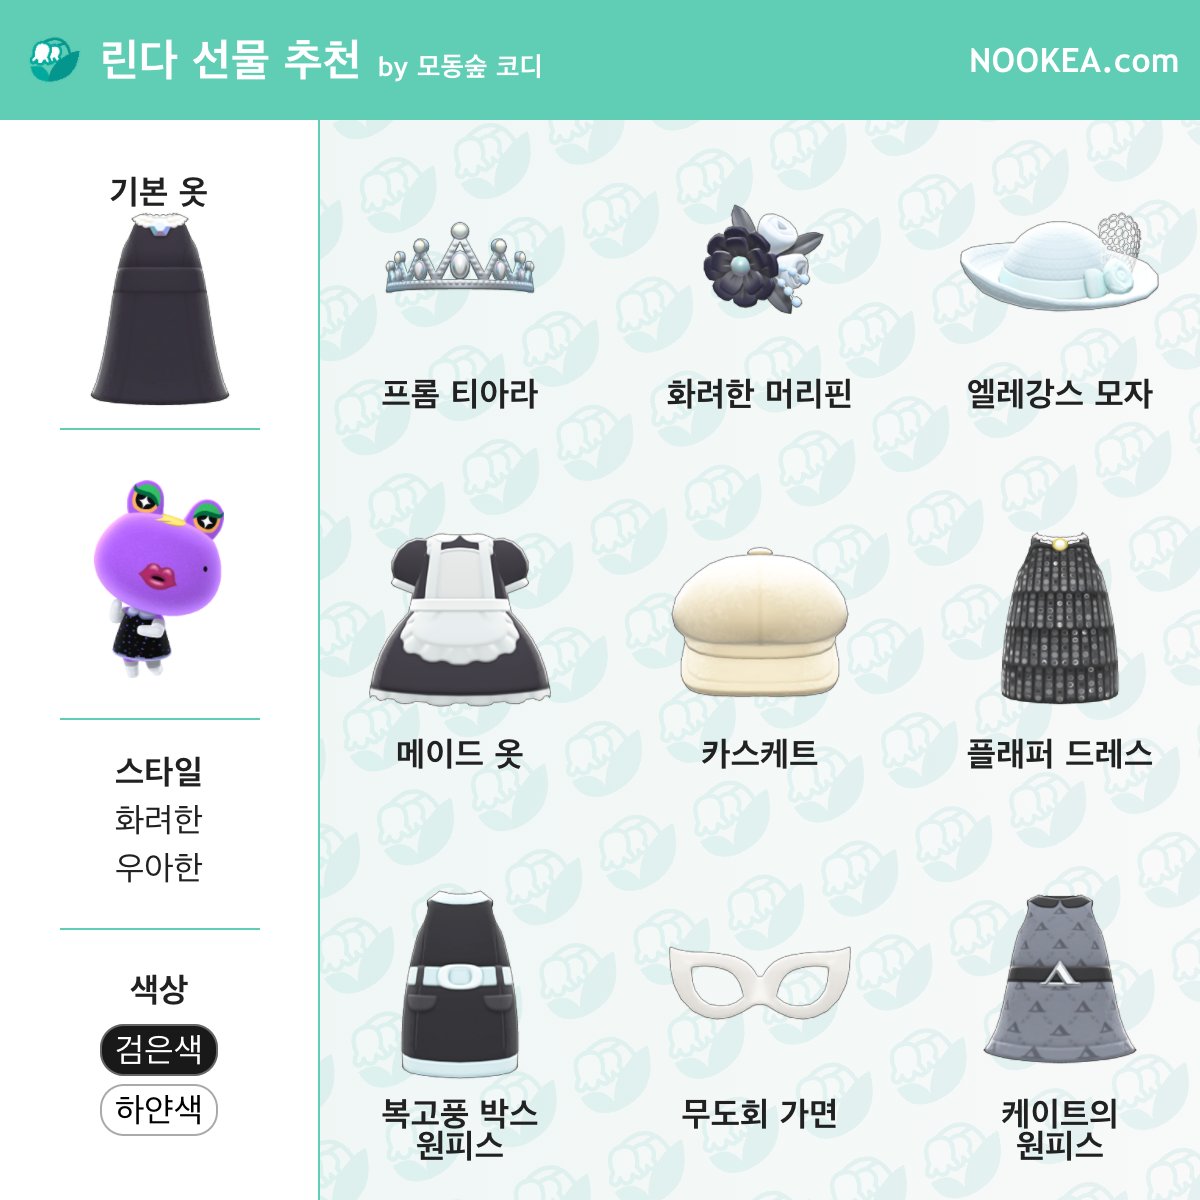 린다 선물 추천 by 모동숲 코디
NOOKEA.com
기본 옷
스타일
화려한
우아한
색상
검은색
하얀색
프롬 티아라
화려한 머리핀
엘레강스 모자
메이드 옷
카스케트
플래퍼 드레스
복고풍 박스
원피스
무도회 가면
케이트의
원피스